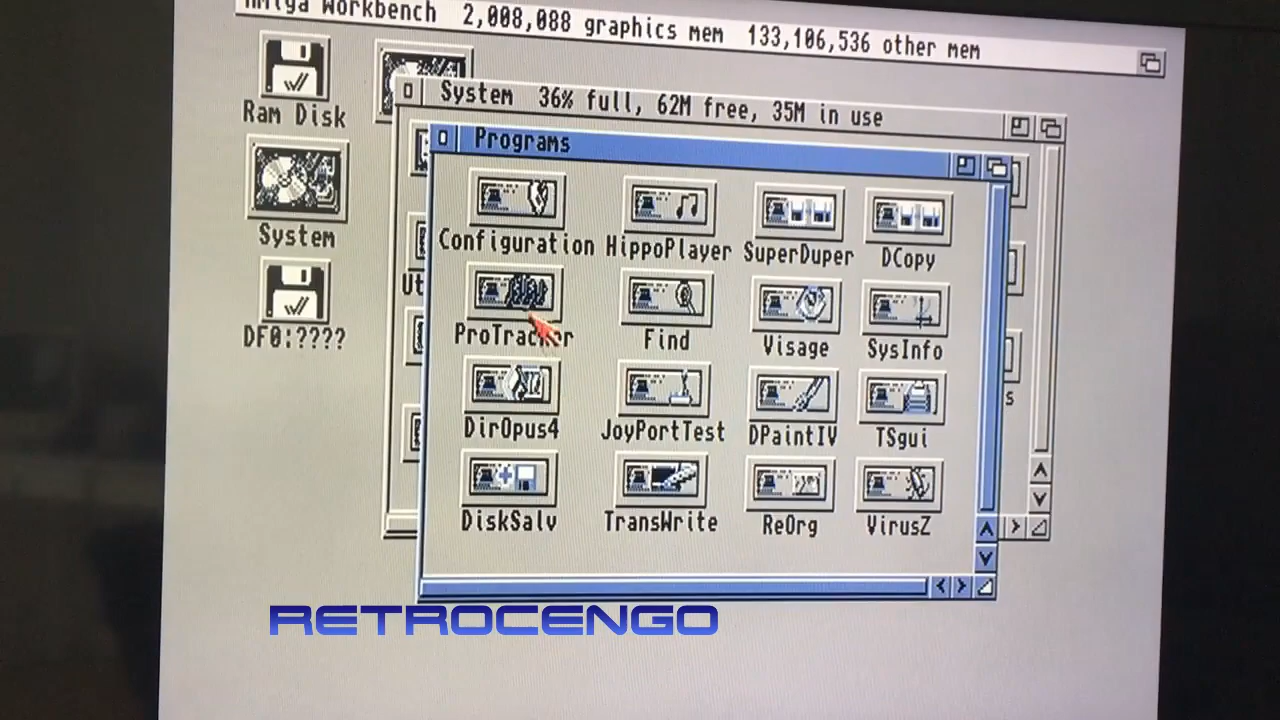 Amiga Workbench 2,008,088 graphics mem 133,106,536 other mem
Ram Disk
System 36% full, 62M free, 35M in use
Programs
System
DF0:????
Ut
s
Configuration HippoPlayer SuperDuper DCopy
ProTracker Find Visage SysInfo
DirOpus4 JoyPortTest DPaintIV TSgui
DiskSalv TransWrite ReOrg VirusZ
RETROCENGO